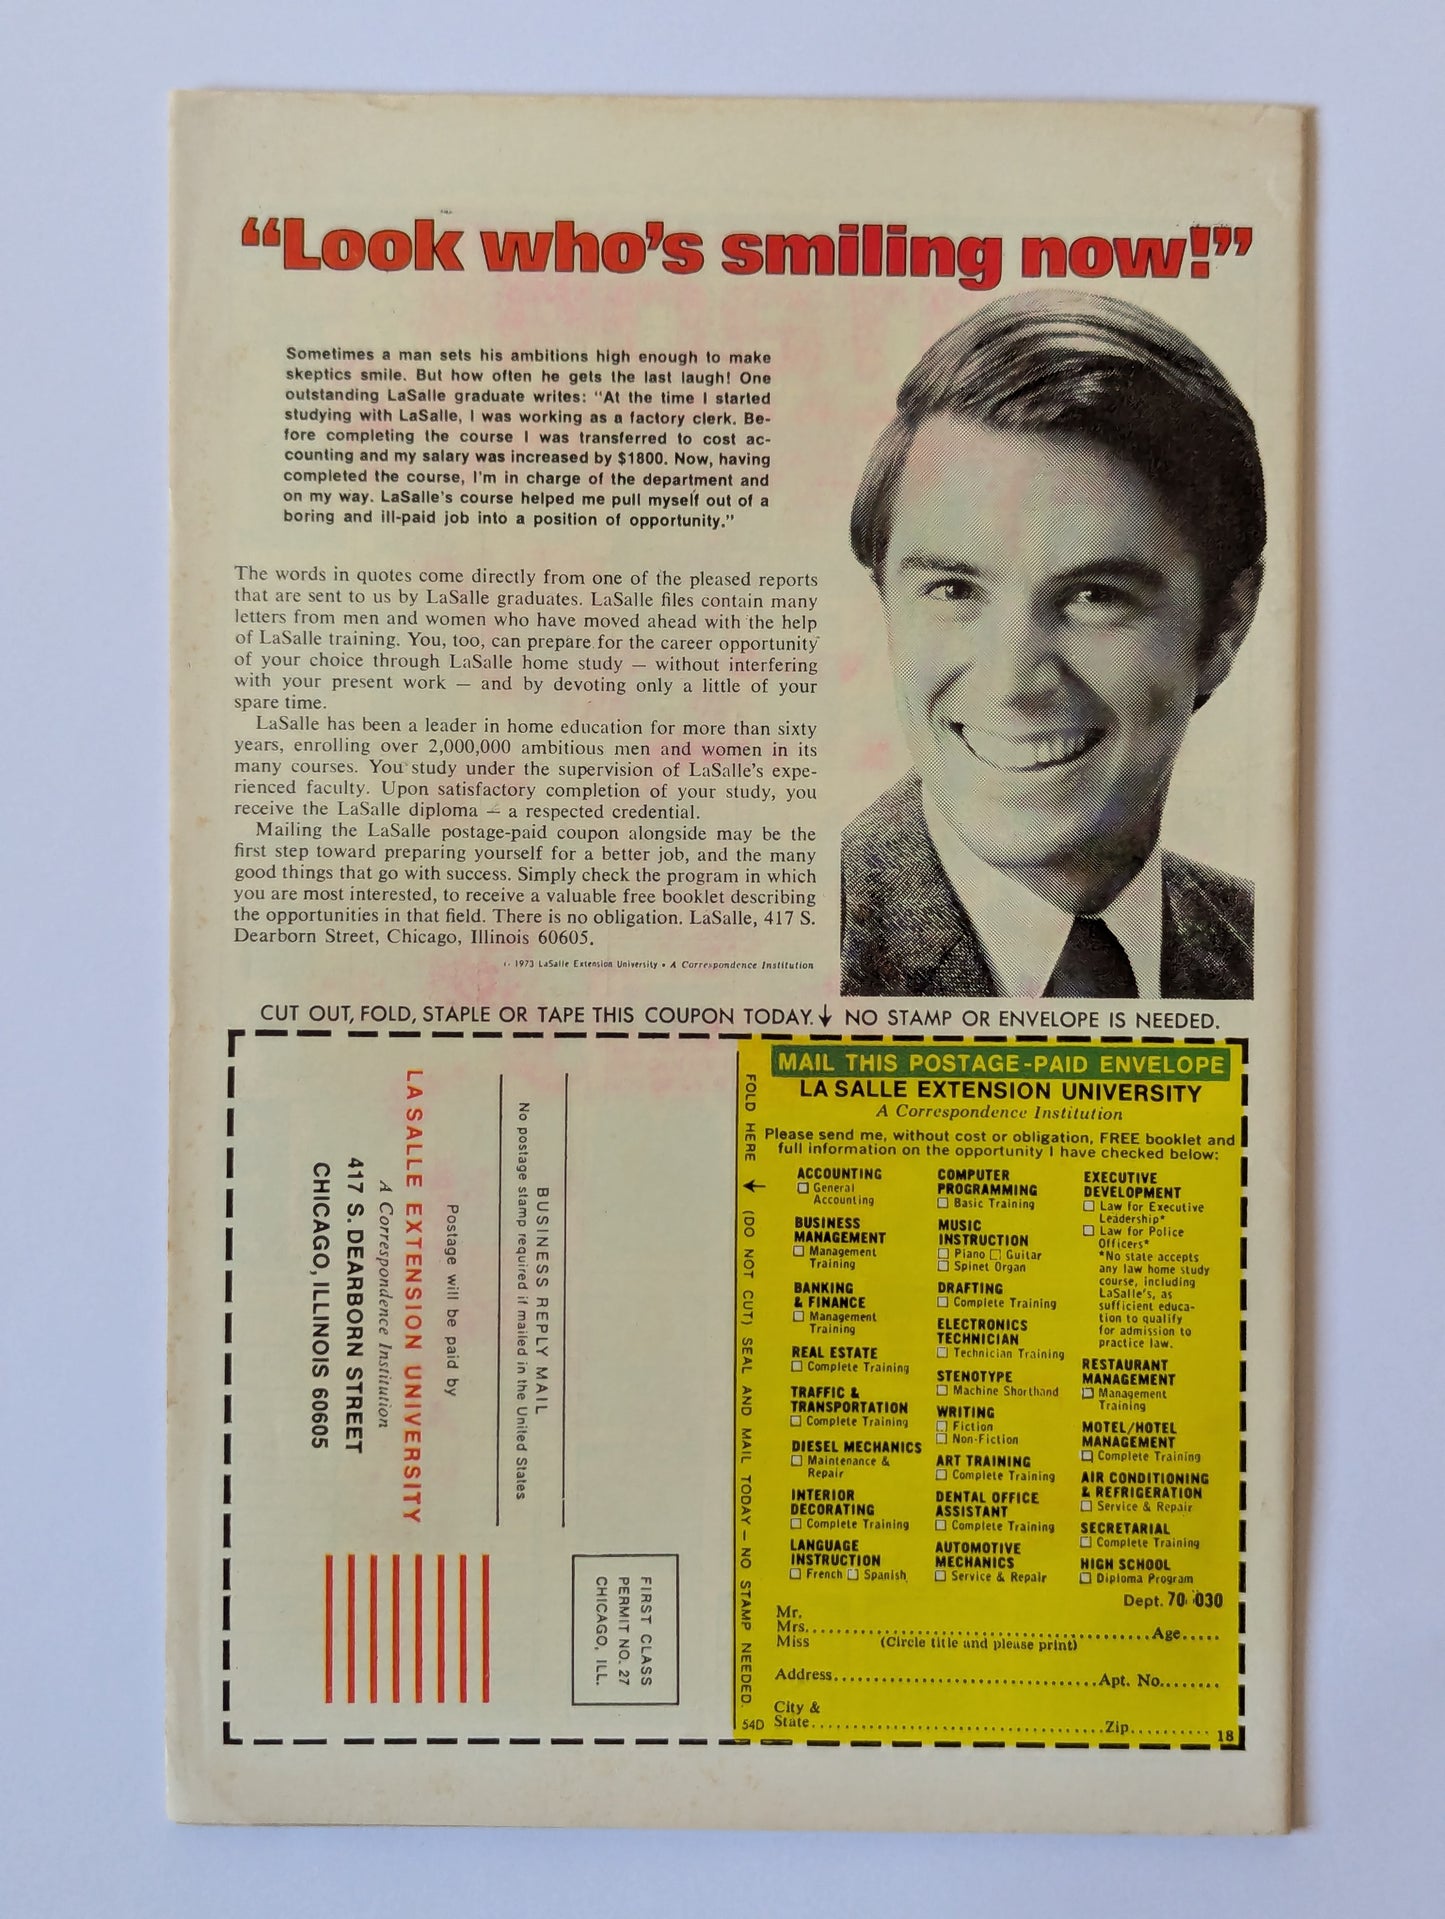 “Look who’s smiling now!”
Sometimes a man sets his ambitions high enough to make
skeptics smile. But how often he gets the last laugh! One
outstanding LaSalle graduate writes: “At the time I started
studying with LaSalle, I was working as a factory clerk. Be-
fore completing the course I was transferred to cost ac-
counting and my salary was increased by $1800. Now, having
completed the course, I’m in charge of the department and
on my way. LaSalle’s course helped me pull myself out of a
boring and ill-paid job into a position of opportunity.”
The words in quotes come directly from one of the pleased reports
that are sent to us by LaSalle graduates. LaSalle files contain many
letters from men and women who have moved ahead with the help
of LaSalle training. You, too, can prepare for the career opportunity
of your choice through LaSalle home study — without interfering
with your present work — and by devoting only a little of your
spare time.
LaSalle has been a leader in home education for more than sixty
years, enrolling over 2,000,000 ambitious men and women in its
many courses. You study under the supervision of LaSalle’s expe-
rienced faculty. Upon satisfactory completion of your study, you
receive the LaSalle diploma — a respected credential.
Mailing the LaSalle postage-paid coupon alongside may be the
first step toward preparing yourself for a better job, and the many
good things that go with success. Simply check the program in which
you are most interested, to receive a valuable free booklet describing
the opportunities in that field. There is no obligation. LaSalle, 417 S.
Dearborn Street, Chicago, Illinois 60605.
1973 LaSalle Extension University • A Correspondence Institution
CUT OUT, FOLD, STAPLE OR TAPE THIS COUPON TODAY. ↓ NO STAMP OR ENVELOPE IS NEEDED.
FIRST CLASS
PERMIT NO. 27
CHICAGO, ILL.
BUSINESS REPLY MAIL
No postage stamp required if mailed in the United States
Postage will be paid by
LA SALLE EXTENSION UNIVERSITY
A Correspondence Institution
417 S. DEARBORN STREET
CHICAGO, ILLINOIS 60605
FOLD HERE ↓ (DO NOT CUT) SEAL AND MAIL TODAY — NO STAMP NEEDED.
54D
MAIL THIS POSTAGE-PAID ENVELOPE
LA SALLE EXTENSION UNIVERSITY
A Correspondence Institution
Please send me, without cost or obligation, FREE booklet and
full information on the opportunity I have checked below:
ACCOUNTING
☐ General
Accounting
BUSINESS
MANAGEMENT
☐ Management
Training
BANKING
& FINANCE
☐ Management
Training
REAL ESTATE
☐ Complete Training
TRAFFIC &
TRANSPORTATION
☐ Complete Training
DIESEL MECHANICS
☐ Maintenance &
Repair
INTERIOR
DECORATING
☐ Complete Training
LANGUAGE
INSTRUCTION
☐ French ☐ Spanish
COMPUTER
PROGRAMMING
☐ Basic Training
MUSIC
INSTRUCTION
☐ Piano ☐ Guitar
☐ Spinet Organ
DRAFTING
☐ Complete Training
ELECTRONICS
TECHNICIAN
☐ Technician Training
STENOTYPE
☐ Machine Shorthand
WRITING
☐ Fiction
☐ Non-Fiction
ART TRAINING
☐ Complete Training
DENTAL OFFICE
ASSISTANT
☐ Complete Training
AUTOMOTIVE
MECHANICS
☐ Service & Repair
EXECUTIVE
DEVELOPMENT
☐ Law for Executive
Leadership*
☐ Law for Police
Officers*
*No state accepts
any law home study
course, including
LaSalle’s, as
sufficient educa-
tion to qualify
for admission to
practice law.
RESTAURANT
MANAGEMENT
☐ Management
Training
MOTEL/HOTEL
MANAGEMENT
☐ Complete Training
AIR CONDITIONING
& REFRIGERATION
☐ Service & Repair
SECRETARIAL
☐ Complete Training
HIGH SCHOOL
☐ Diploma Program
Dept. 70-030
Mr.
Mrs. Age
Miss (Circle title and please print)
Address Apt. No.
City &
State Zip
18